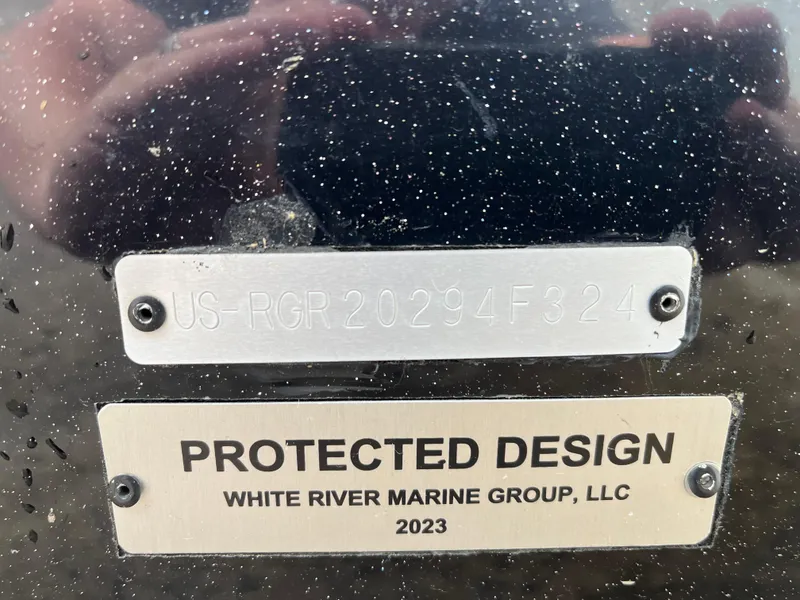 US-RGR20294F324
PROTECTED DESIGN
WHITE RIVER MARINE GROUP, LLC
2023